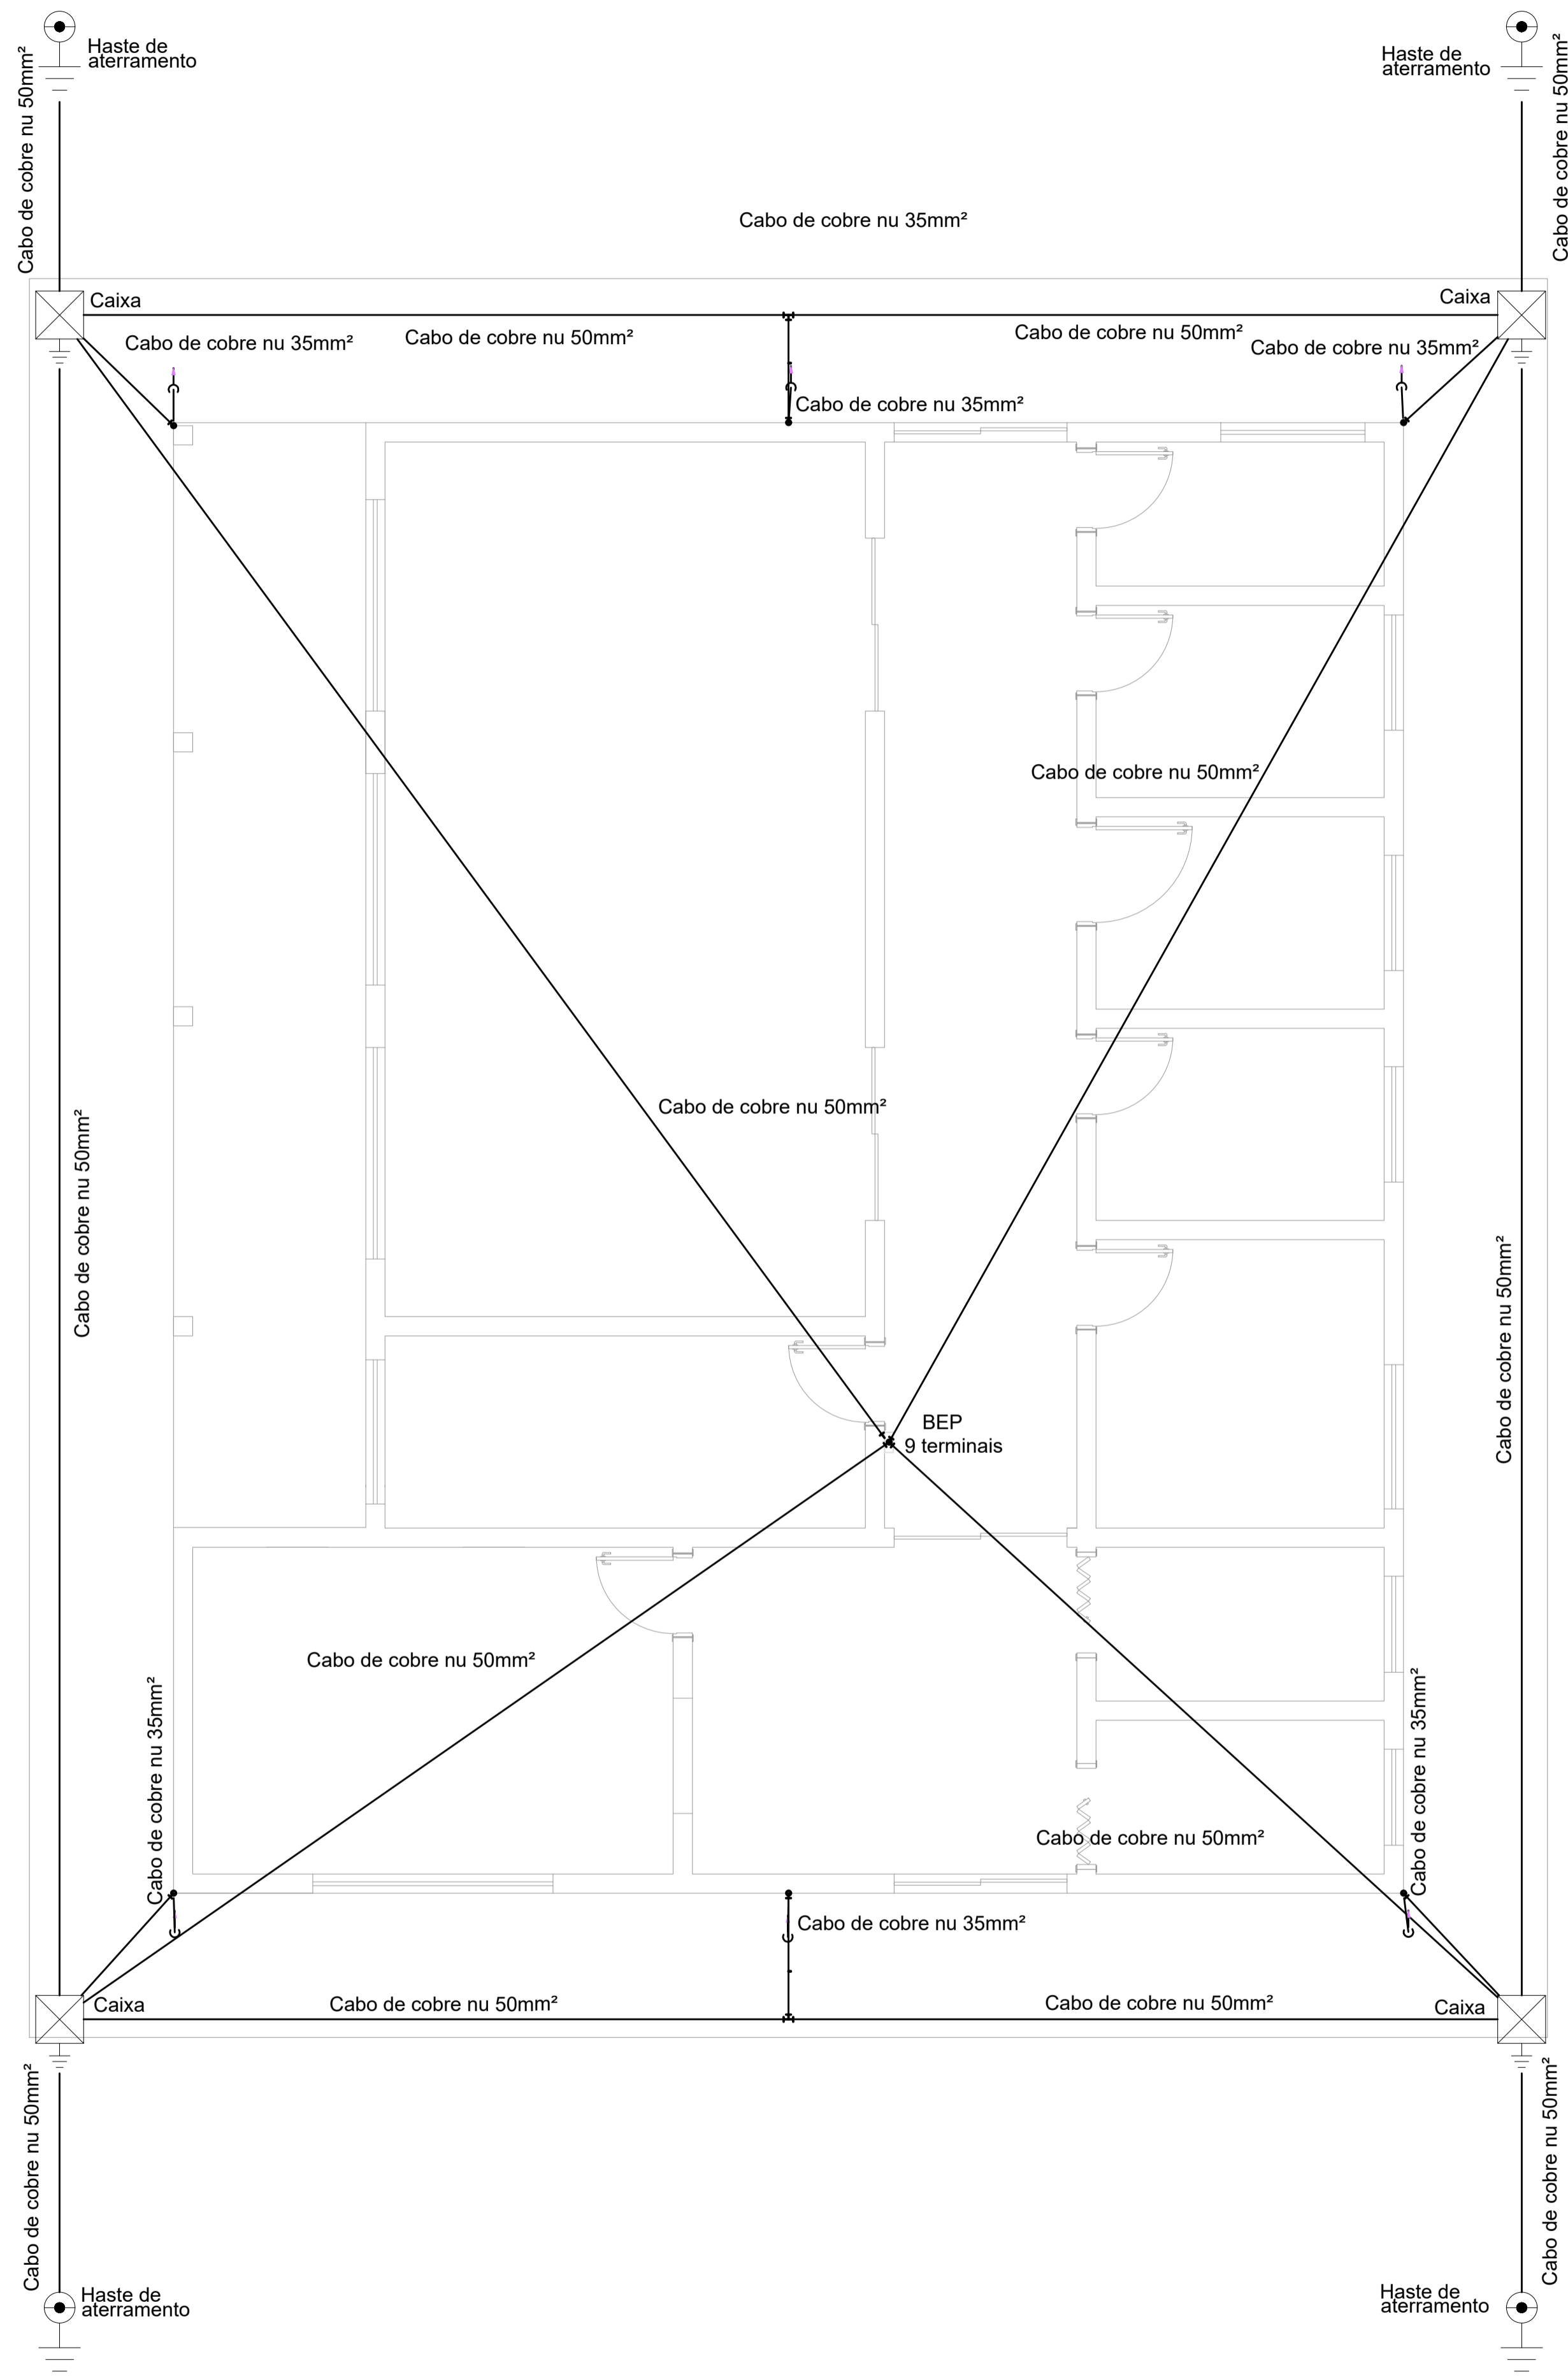 Haste de
aterramento
Haste de
aterramento
Cabo de cobre nu 50mm²
Cabo de cobre nu 50mm²
Cabo de cobre nu 35mm²
Caixa
Caixa
Cabo de cobre nu 35mm²
Cabo de cobre nu 50mm²
Cabo de cobre nu 50mm²
Cabo de cobre nu 35mm²
Cabo de cobre nu 35mm²
Cabo de cobre nu 50mm²
Cabo de cobre nu 50mm²
Cabo de cobre nu 50mm²
Cabo de cobre nu 50mm²
BEP
9 terminais
Cabo de cobre nu 50mm²
Cabo de cobre nu 35mm²
Cabo de cobre nu 35mm²
Cabo de cobre nu 50mm²
Cabo de cobre nu 35mm²
Caixa
Cabo de cobre nu 50mm²
Cabo de cobre nu 50mm²
Caixa
Cabo de cobre nu 50mm²
Cabo de cobre nu 50mm²
Haste de
aterramento
Haste de
aterramento